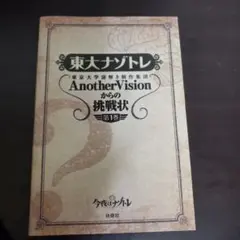 東大ナゾトレ
東京大学謎解き制作集団
AnotherVision
からの
挑戦状
第1巻
今夜はナゾトレ
扶桑社